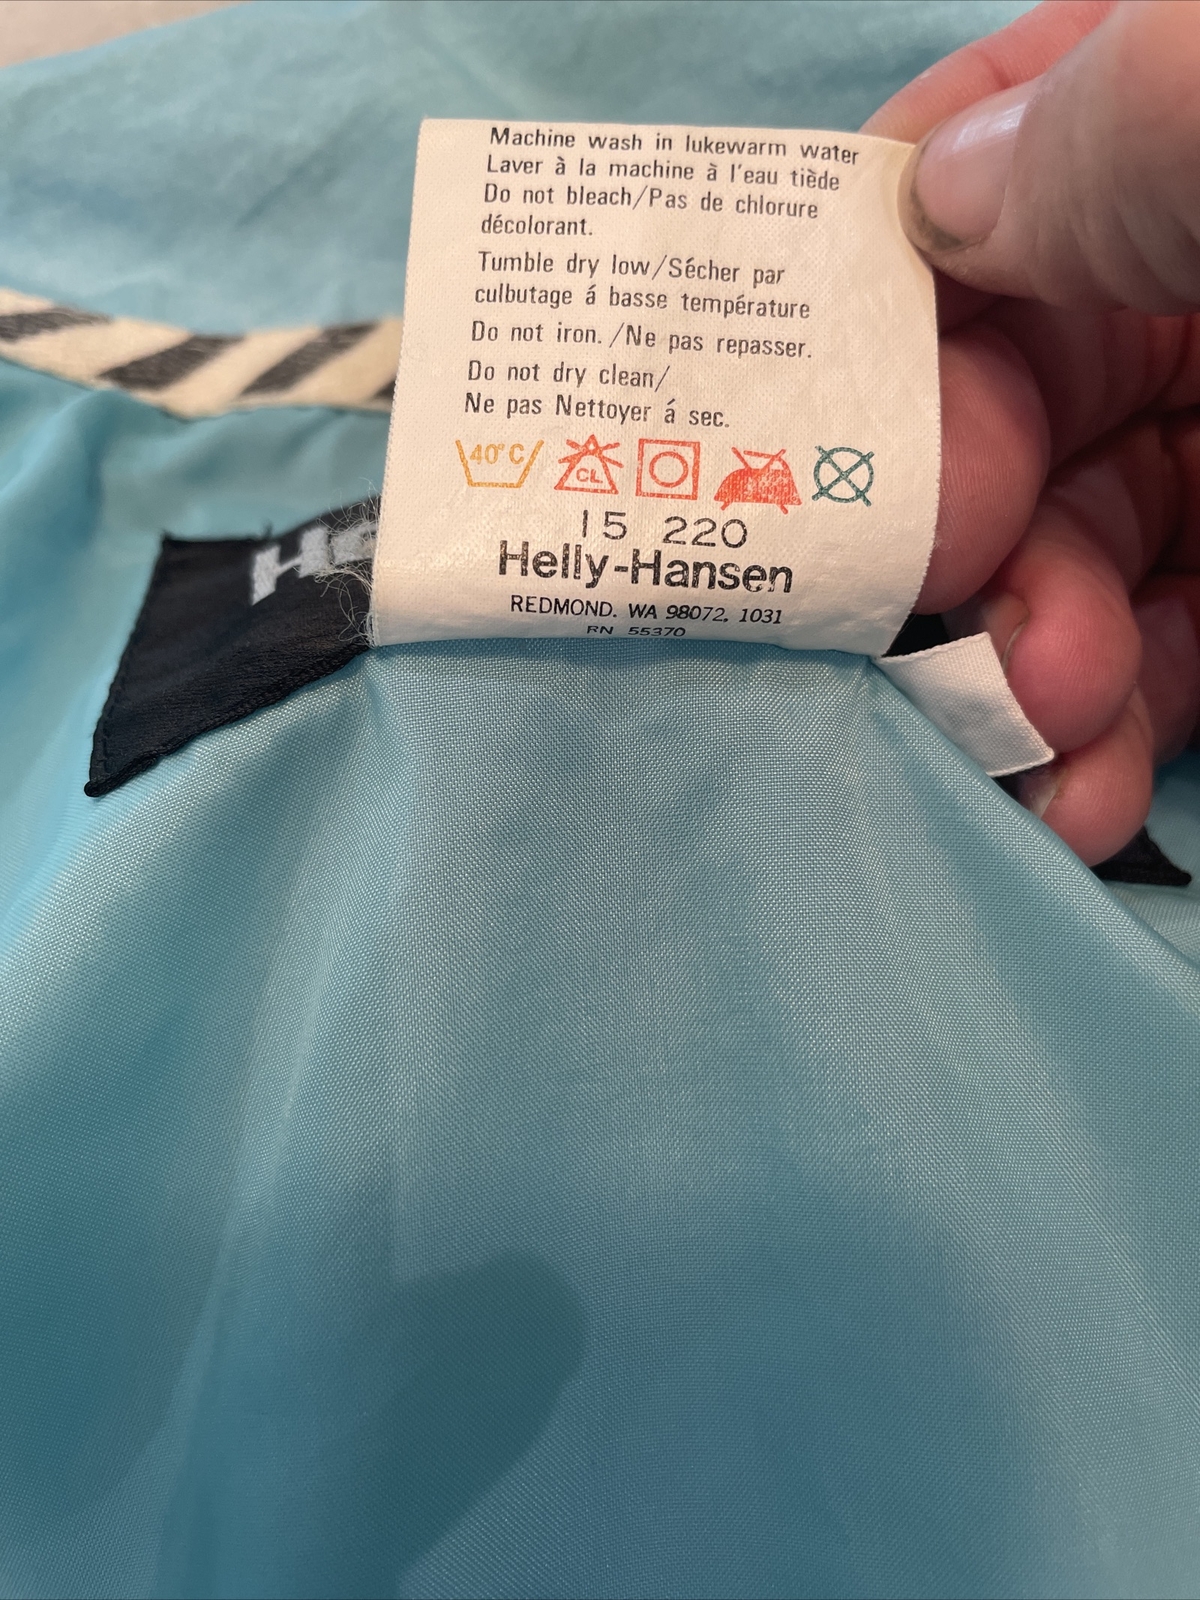 Machine wash in lukewarm water
Laver à la machine à l'eau tiède
Do not bleach/Pas de chlorure
décolorant.
Tumble dry low/Sécher par
culbutage á basse température
Do not iron./Ne pas repasser.
Do not dry clean/
Ne pas Nettoyer á sec.
40°C CL
15 220
Helly-Hansen
REDMOND. WA 98072, 1031
RN 55370